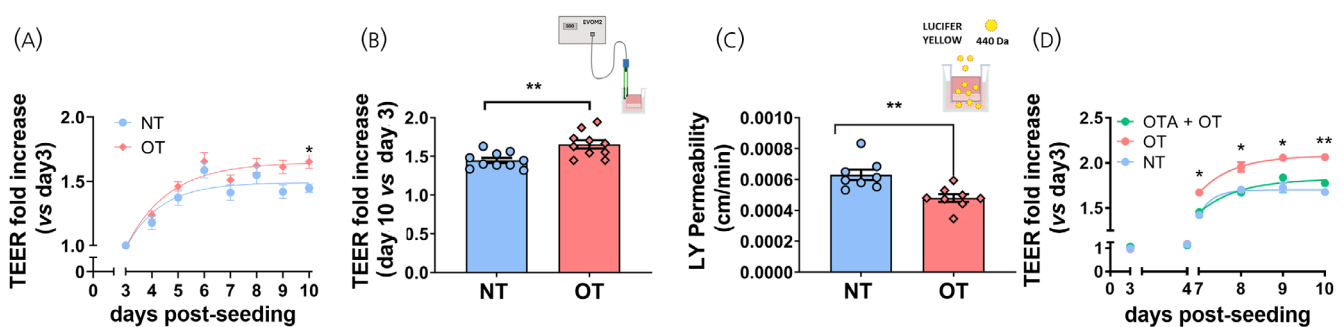 (A)
TEER fold increase
(vs day3)
NT
OT
2.0
1.5
1.0
0
*
0 3 4 5 6 7 8 9 10
days post-seeding
(B)
EVOM2
TEER fold increase
(day 10 vs day 3)
2.0
1.5
1.0
0.5
0.0
**
NT OT
(C)
LUCIFER
YELLOW 440 Da
LY Permeability
(cm/min)
0.0010
0.0008
0.0006
0.0004
0.0002
0.0000
**
NT OT
(D)
TEER fold increase
(vs day3)
OTA + OT
OT
NT
2.5
2.0
1.5
1
0
* * * **
0 3 4 7 8 9 10
days post-seeding